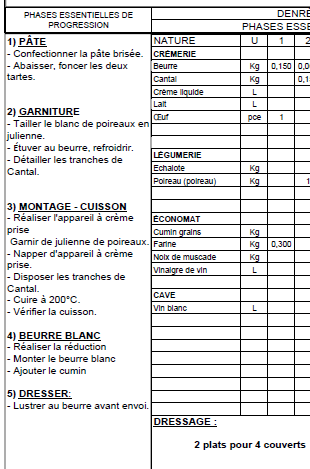 PHASES ESSENTIELLES DE
PROGRESSION
1) PÂTE
- Confectionner la pâte brisée.
- Abaisser, foncer les deux
tartes.
2) GARNITURE
- Tailler le blanc de poireaux en
julienne.
- Étuver au beurre, refroidir.
- Détailler les tranches de
Cantal.
3) MONTAGE - CUISSON
- Réaliser l'appareil à crème
prise
Garnir de julienne de poireaux.
- Napper d'appareil à crème
prise.
- Disposer les tranches de
Cantal.
- Cuire à 200°C.
- Vérifier la cuisson.
4) BEURRE BLANC
- Réaliser la réduction
- Monter le beurre blanc
- Ajouter le cumin
5) DRESSER:
- Lustrer au beurre avant envoi.
DENRE
PHASES ESSE
NATURE U 1 2
CRÉMERIE
Beurre Kg 0,150 0,0
Cantal Kg 0,1
Crème liquide L
Lait L
Œuf pce 1
LÉGUMERIE
Echalote Kg
Poireau (poireau) Kg 1
ÉCONOMAT
Cumin grains Kg
Farine Kg 0,300
Noix de muscade Kg
Vinaigre de vin L
CAVE
Vin blanc L
DRESSAGE :
2 plats pour 4 couverts